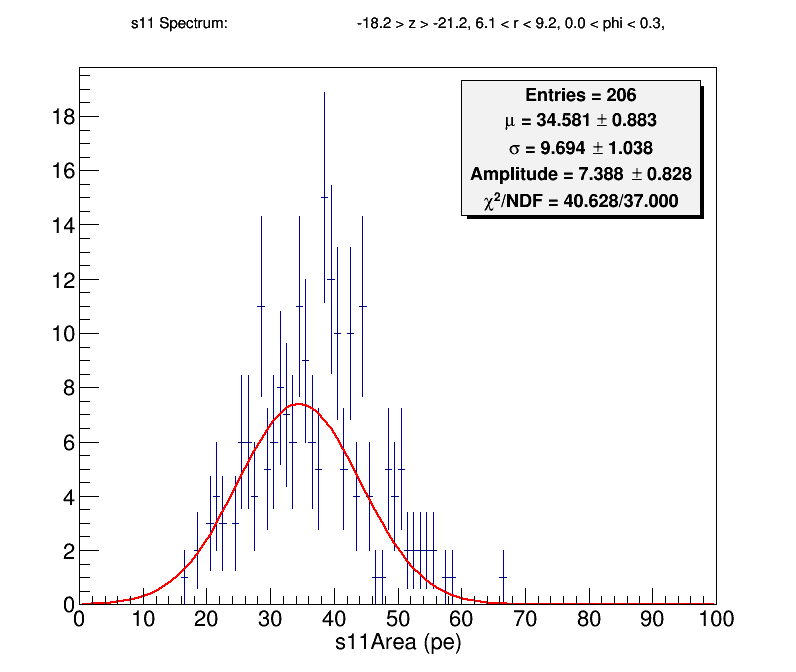 s11 Spectrum: -18.2 > z > -21.2, 6.1 < r < 9.2, 0.0 < phi < 0.3,
Entries = 206
μ = 34.581 ± 0.883
σ = 9.694 ± 1.038
Amplitude = 7.388 ± 0.828
χ²/NDF = 40.628/37.000
18
16
14
12
10
8
6
4
2
0
0 10 20 30 40 50 60 70 80 90 100
s11Area (pe)